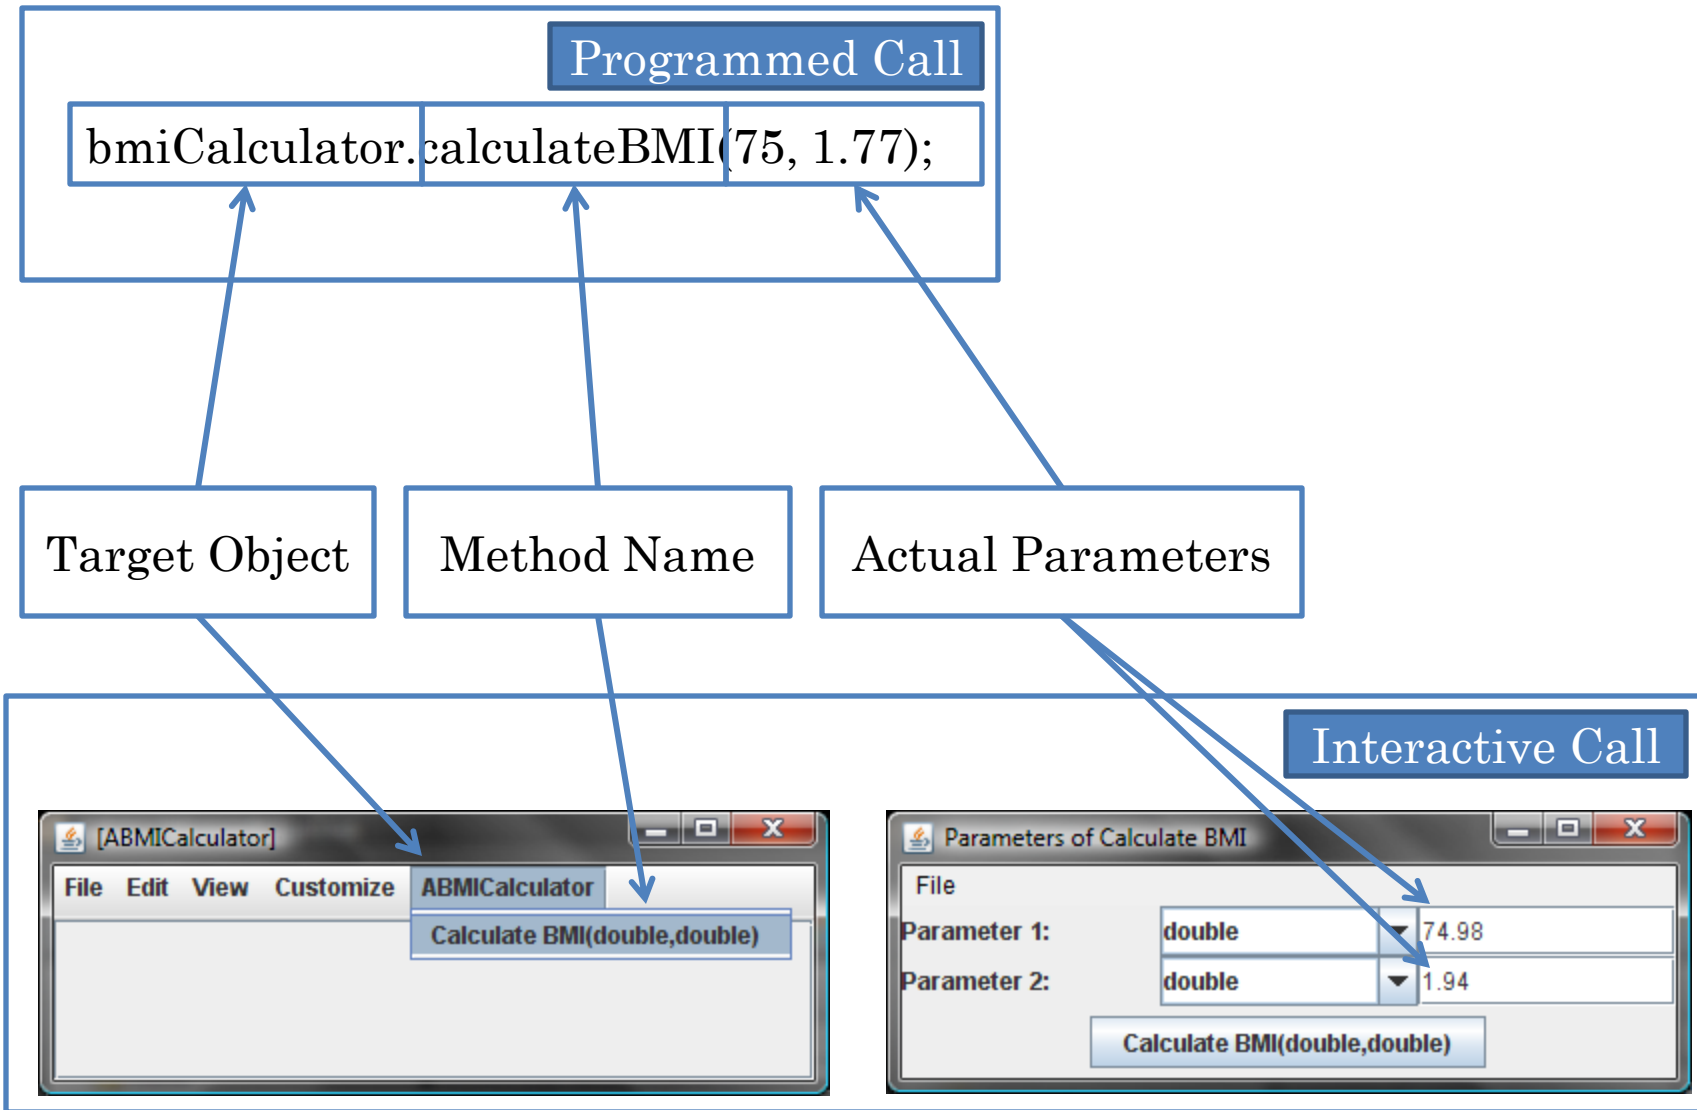 Programmed Call
bmiCalculator.calculateBMI(75, 1.77);
Target Object
Method Name
Actual Parameters
Interactive Call
[ABMICalculator]
File Edit View Customize ABMICalculator
Calculate BMI(double,double)
Parameters of Calculate BMI
File
Parameter 1: double 74.98
Parameter 2: double 1.94
Calculate BMI(double,double)